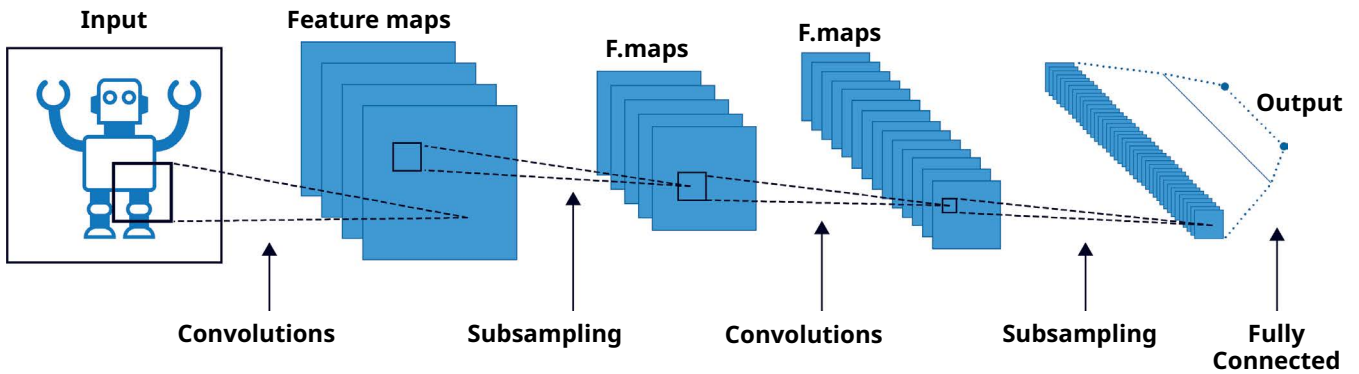 Input
Feature maps
F.maps
F.maps
Output
Convolutions
Subsampling
Convolutions
Subsampling
Fully
Connected